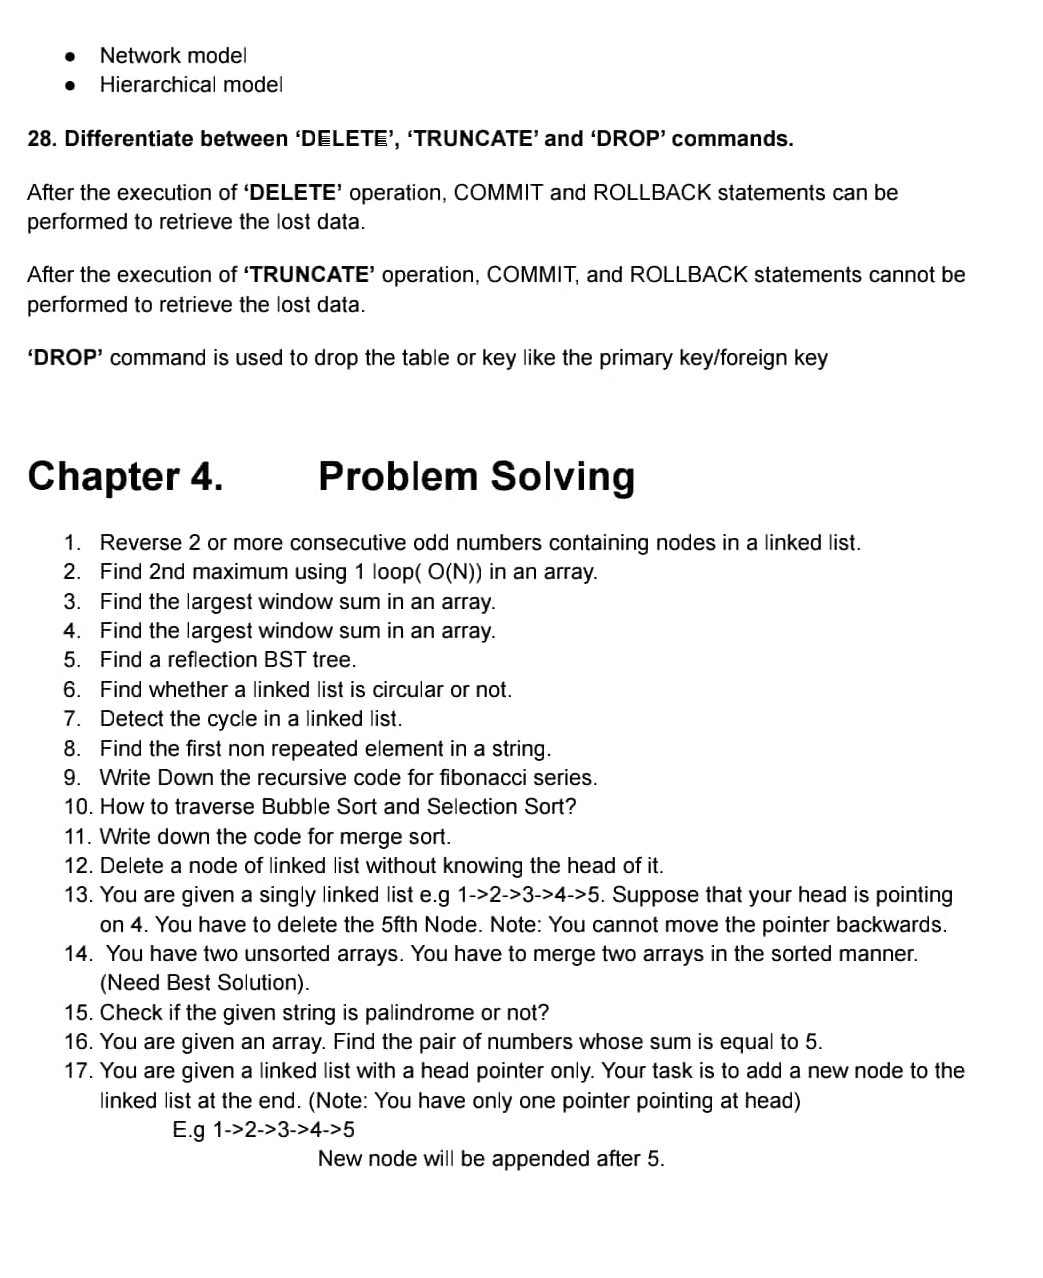 ● Network model
● Hierarchical model
28. Differentiate between ‘DELETE’, ‘TRUNCATE’ and ‘DROP’ commands.
After the execution of ‘DELETE’ operation, COMMIT and ROLLBACK statements can be
performed to retrieve the lost data.
After the execution of ‘TRUNCATE’ operation, COMMIT, and ROLLBACK statements cannot be
performed to retrieve the lost data.
‘DROP’ command is used to drop the table or key like the primary key/foreign key
Chapter 4. Problem Solving
1. Reverse 2 or more consecutive odd numbers containing nodes in a linked list.
2. Find 2nd maximum using 1 loop( O(N)) in an array.
3. Find the largest window sum in an array.
4. Find the largest window sum in an array.
5. Find a reflection BST tree.
6. Find whether a linked list is circular or not.
7. Detect the cycle in a linked list.
8. Find the first non repeated element in a string.
9. Write Down the recursive code for fibonacci series.
10. How to traverse Bubble Sort and Selection Sort?
11. Write down the code for merge sort.
12. Delete a node of linked list without knowing the head of it.
13. You are given a singly linked list e.g 1->2->3->4->5. Suppose that your head is pointing
on 4. You have to delete the 5fth Node. Note: You cannot move the pointer backwards.
14. You have two unsorted arrays. You have to merge two arrays in the sorted manner.
(Need Best Solution).
15. Check if the given string is palindrome or not?
16. You are given an array. Find the pair of numbers whose sum is equal to 5.
17. You are given a linked list with a head pointer only. Your task is to add a new node to the
linked list at the end. (Note: You have only one pointer pointing at head)
E.g 1->2->3->4->5
New node will be appended after 5.